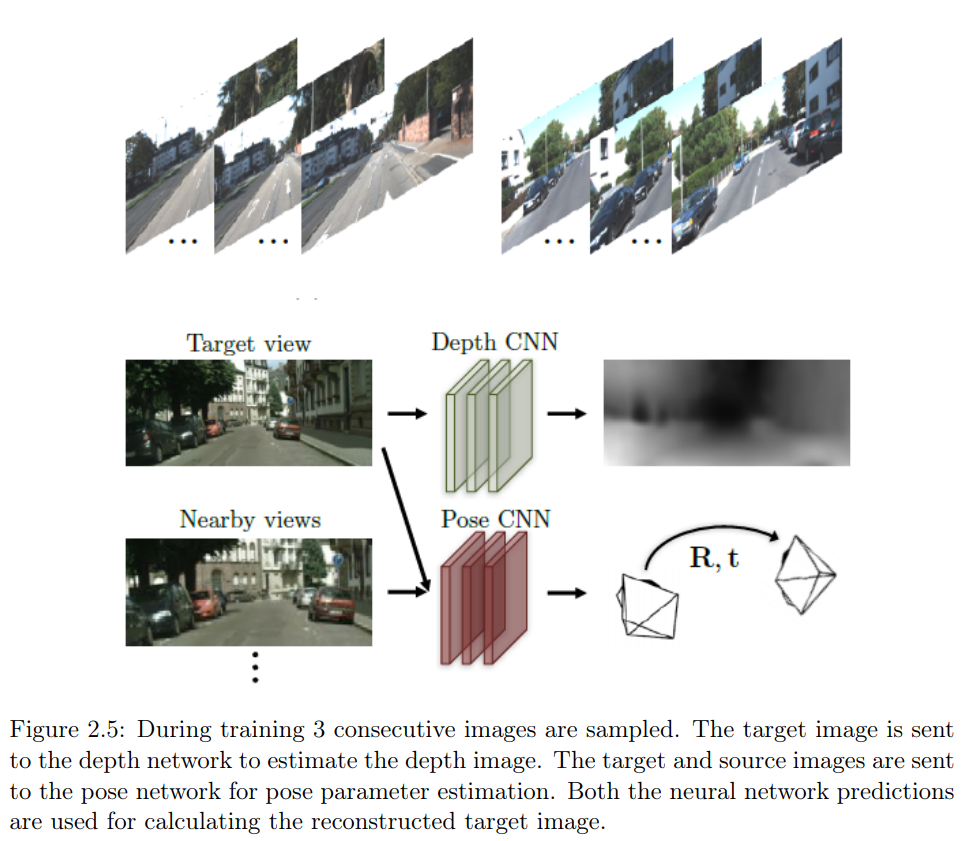 Target view
Depth CNN
Nearby views
Pose CNN
R, t
Figure 2.5: During training 3 consecutive images are sampled. The target image is sent
to the depth network to estimate the depth image. The target and source images are sent
to the pose network for pose parameter estimation. Both the neural network predictions
are used for calculating the reconstructed target image.